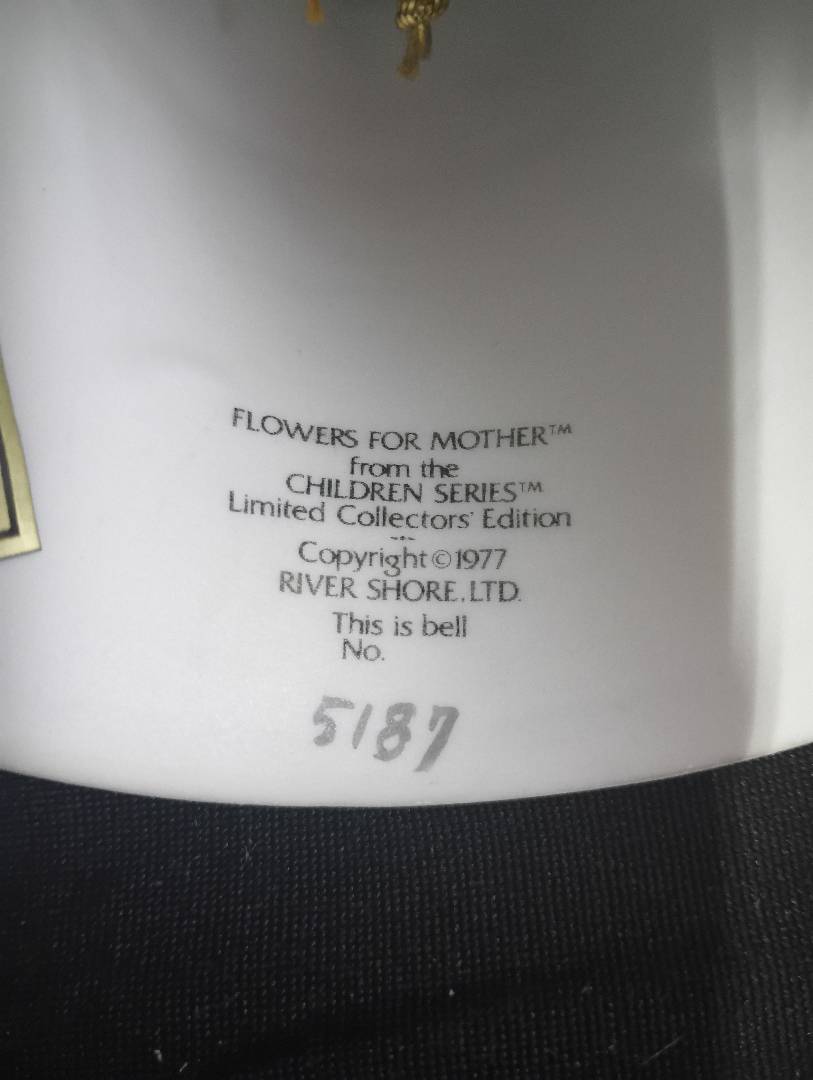 FLOWERS FOR MOTHER™
from the
CHILDREN SERIES™
Limited Collectors' Edition
Copyright © 1977
RIVER SHORE, LTD.
This is bell
No.
5187